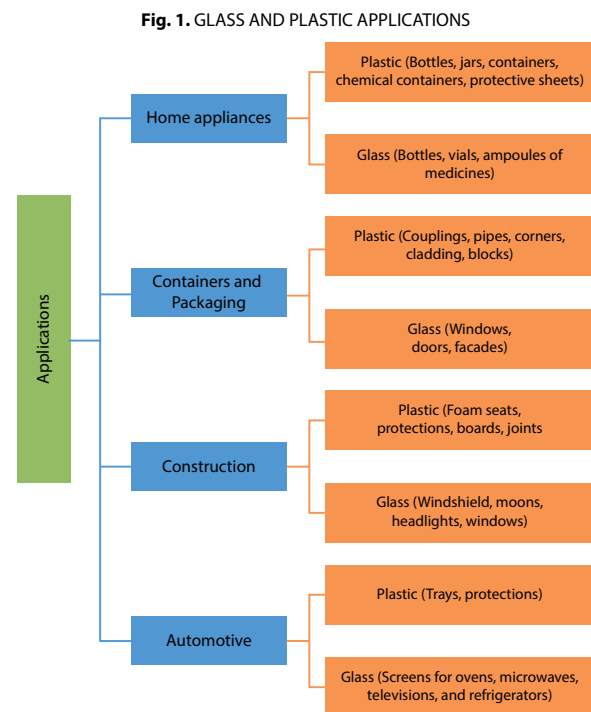 Fig. 1. GLASS AND PLASTIC APPLICATIONS
Applications
Home appliances
Plastic (Bottles, jars, containers,
chemical containers, protective sheets)
Glass (Bottles, vials, ampoules of
medicines)
Containers and
Packaging
Plastic (Couplings, pipes, corners,
cladding, blocks)
Glass (Windows,
doors, facades)
Construction
Plastic (Foam seats,
protections, boards, joints
Glass (Windshield, moons,
headlights, windows)
Automotive
Plastic (Trays, protections)
Glass (Screens for ovens, microwaves,
televisions, and refrigerators)